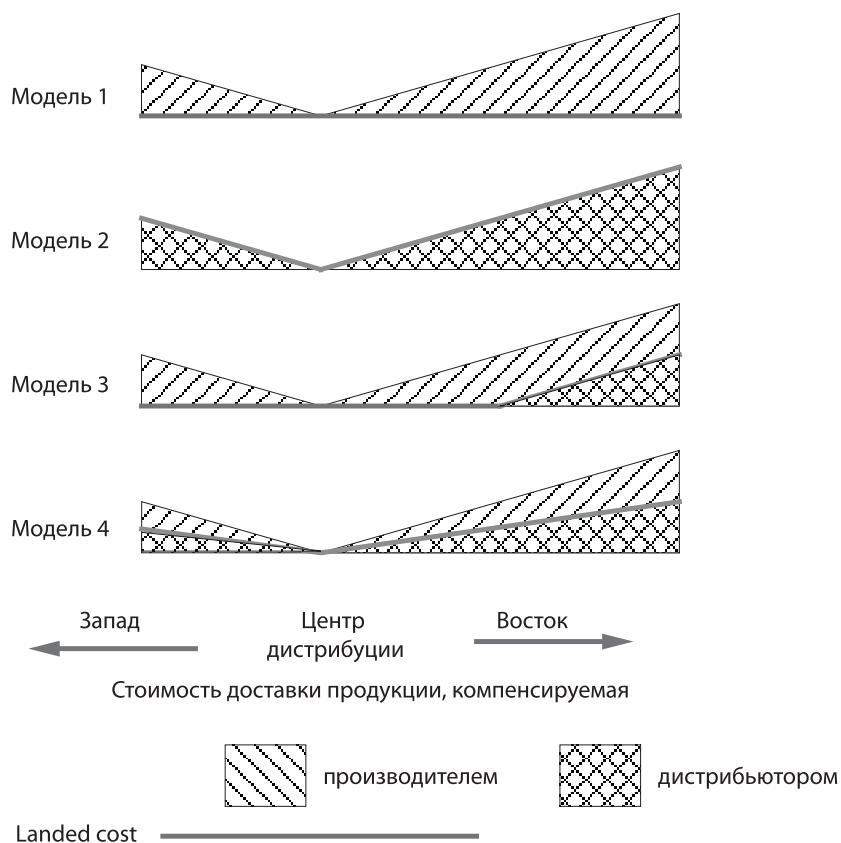 Модель 1
Модель 2
Модель 3
Модель 4
Запад
Центр
дистрибуции
Восток
Стоимость доставки продукции, компенсируемая
производителем
дистрибьютором
Landed cost